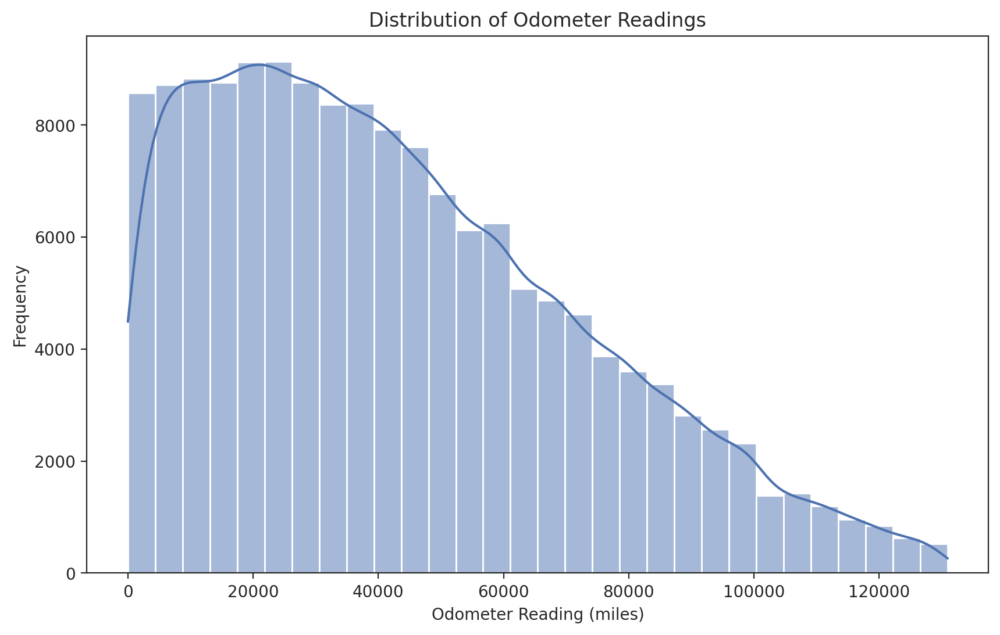 Distribution of Odometer Readings
Frequency
8000
6000
4000
2000
0
0 20000 40000 60000 80000 100000 120000
Odometer Reading (miles)